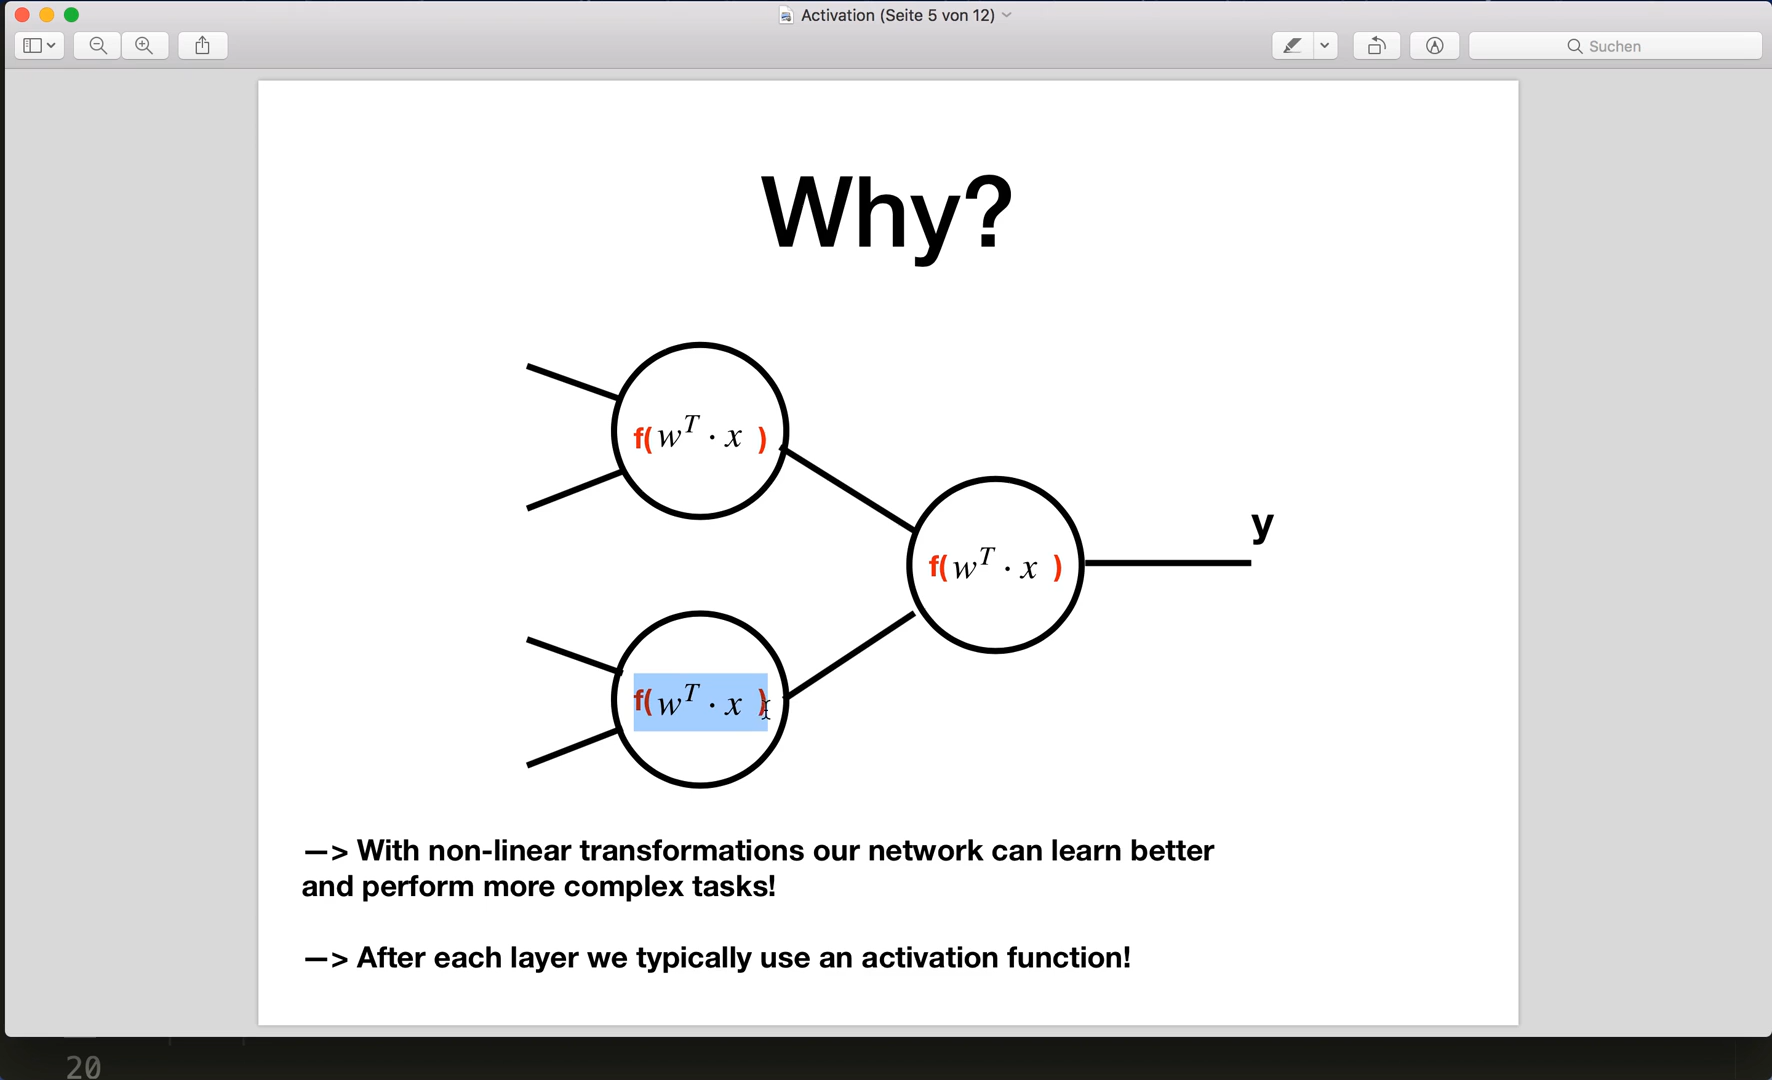 Activation (Seite 5 von 12)
Suchen
Why?
f( w^T · x )
f( w^T · x )
y
f( w^T · x )
—> With non-linear transformations our network can learn better
and perform more complex tasks!
—> After each layer we typically use an activation function!
20